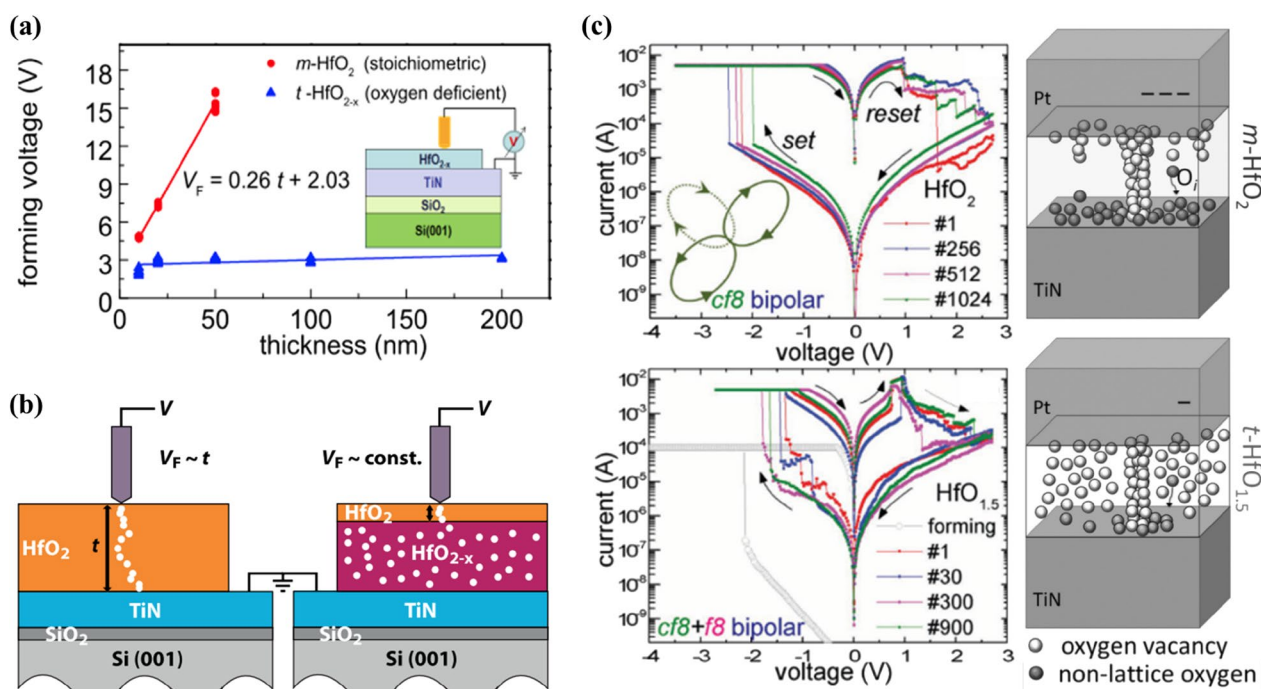 (a)
18
15
12
9
6
3
0
forming voltage (V)
m-HfO₂ (stoichiometric)
t-HfO₂₋ₓ (oxygen deficient)
V_F = 0.26 t + 2.03
V
HfO₂₋ₓ
TiN
SiO₂
Si(001)
0 50 100 150 200
thickness (nm)
(b)
V
V_F ~ t
HfO₂
t
TiN
SiO₂
Si (001)
V
V_F ~ const.
HfO₂
HfO₂₋ₓ
TiN
Si (001)
(c)
10⁻²
10⁻³
10⁻⁴
10⁻⁵
10⁻⁶
10⁻⁷
10⁻⁸
10⁻⁹
current (A)
set
reset
HfO₂
#1
#256
#512
#1024
cf8 bipolar
-4 -3 -2 -1 0 1 2 3
voltage (V)
Pt
Oᵢ
TiN
m-HfO₂
10⁻²
10⁻³
10⁻⁴
10⁻⁵
10⁻⁶
10⁻⁷
10⁻⁸
10⁻⁹
current (A)
HfO₁.₅
forming
#1
#30
#300
#900
cf8+f8 bipolar
-4 -3 -2 -1 0 1 2 3
voltage (V)
Pt
TiN
t-HfO₁.₅
oxygen vacancy
non-lattice oxygen